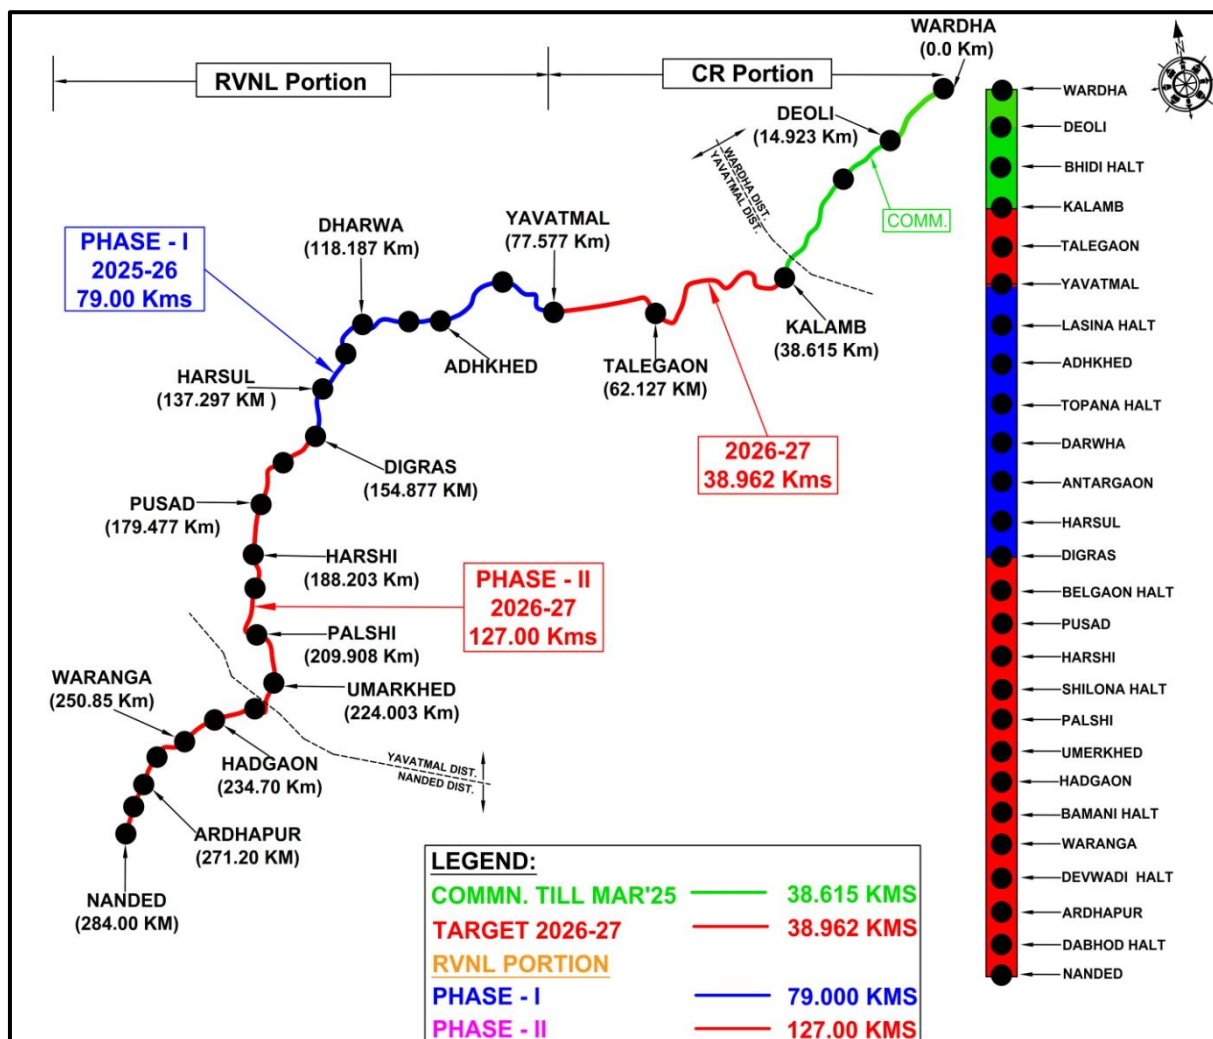 WARDHA
(0.0 Km)
RVNL Portion
CR Portion
N
DEOLI
(14.923 Km)
WARDHA DIST.
YAVATMAL DIST.
COMM.
PHASE - I
2025-26
79.00 Kms
DHARWA
(118.187 Km)
YAVATMAL
(77.577 Km)
KALAMB
(38.615 Km)
ADHKHED
TALEGAON
(62.127 KM)
HARSUL
(137.297 KM )
2026-27
38.962 Kms
DIGRAS
(154.877 KM)
PUSAD
(179.477 Km)
HARSHI
(188.203 Km)
PHASE - II
2026-27
127.00 Kms
PALSHI
(209.908 Km)
WARANGA
(250.85 Km)
UMARKHED
(224.003 Km)
HADGAON
(234.70 Km)
YAVATMAL DIST.
NANDED DIST.
ARDHAPUR
(271.20 KM)
NANDED
(284.00 KM)
LEGEND:
COMMN. TILL MAR'25 38.615 KMS
TARGET 2026-27 38.962 KMS
RVNL PORTION
PHASE - I 79.000 KMS
PHASE - II 127.00 KMS
WARDHA
DEOLI
BHIDI HALT
KALAMB
TALEGAON
YAVATMAL
LASINA HALT
ADHKHED
TOPANA HALT
DARWHA
ANTARGAON
HARSUL
DIGRAS
BELGAON HALT
PUSAD
HARSHI
SHILONA HALT
PALSHI
UMERKHED
HADGAON
BAMANI HALT
WARANGA
DEVWADI HALT
ARDHAPUR
DABHOD HALT
NANDED